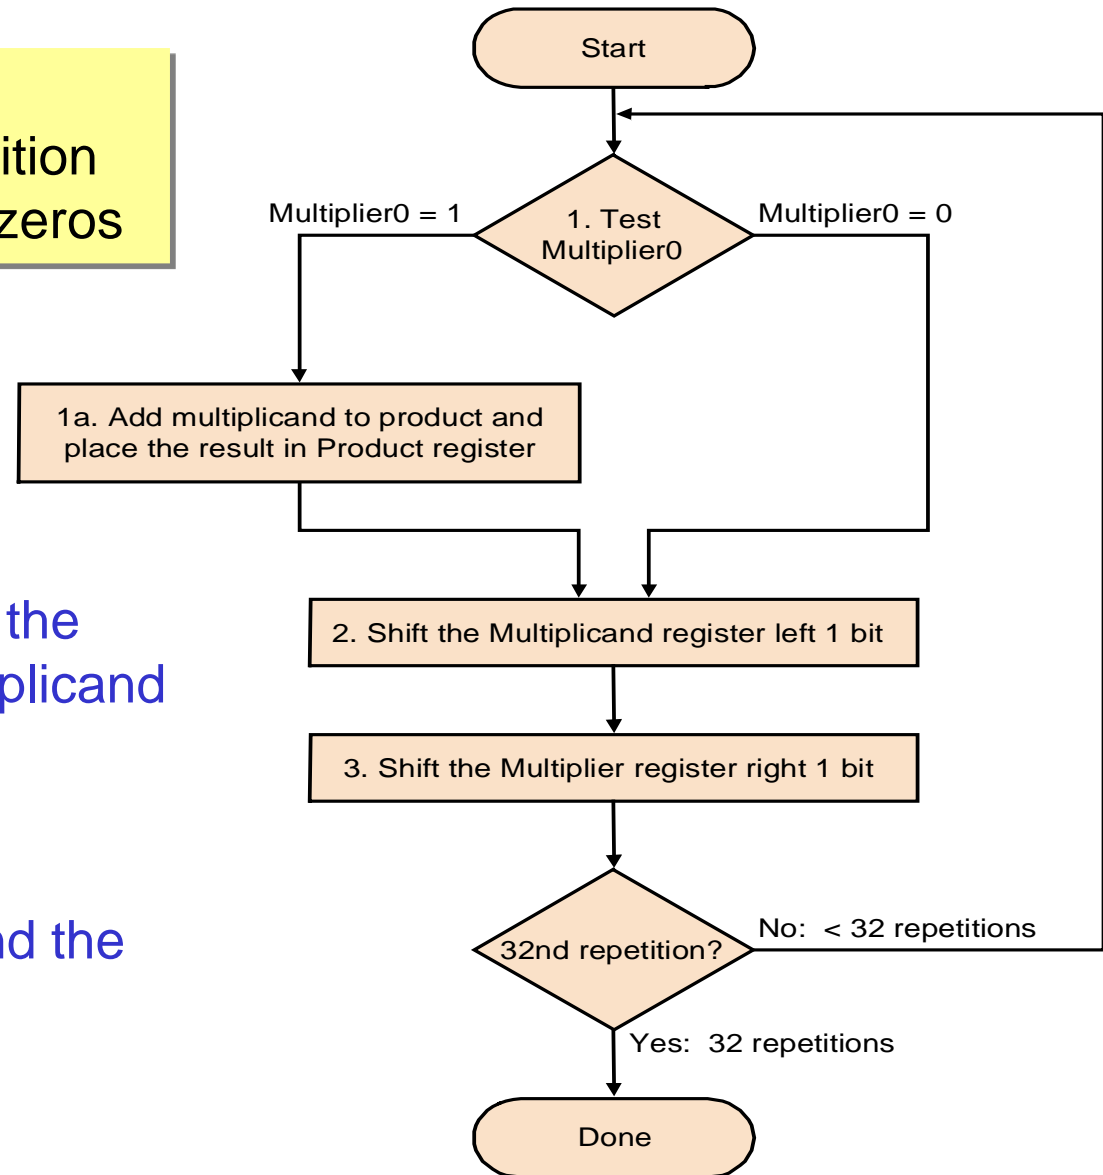 ition
zeros
the
plicand
nd the
Start
Multiplier0 = 1
1. Test
Multiplier0
Multiplier0 = 0
1a. Add multiplicand to product and
place the result in Product register
2. Shift the Multiplicand register left 1 bit
3. Shift the Multiplier register right 1 bit
32nd repetition?
No: < 32 repetitions
Yes: 32 repetitions
Done